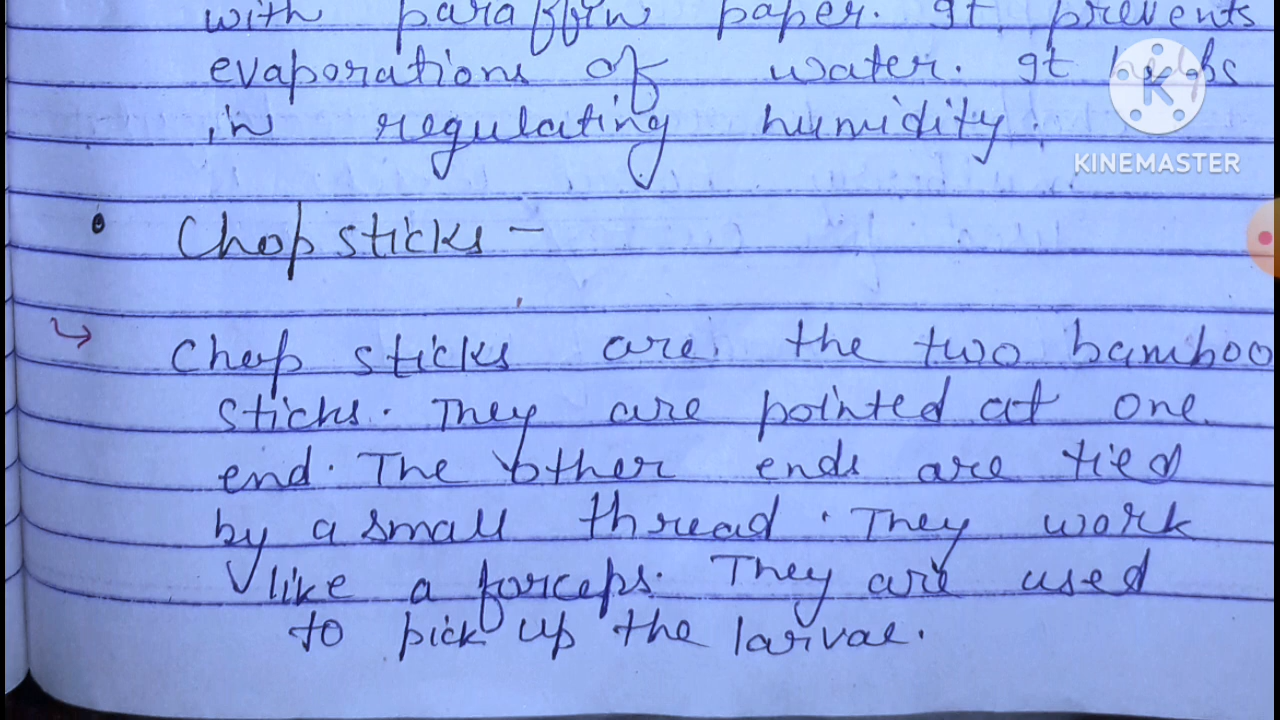 with paraffin paper. It prevents
evaporations of water. It helps
in regulating humidity.
KINEMASTER
• Chopsticks -
↳ Chop sticks are the two bamboo
sticks. They are pointed at one
end. The other ends are tied
by a small thread. They work
like a forceps. They are used
to pick up the larvae.